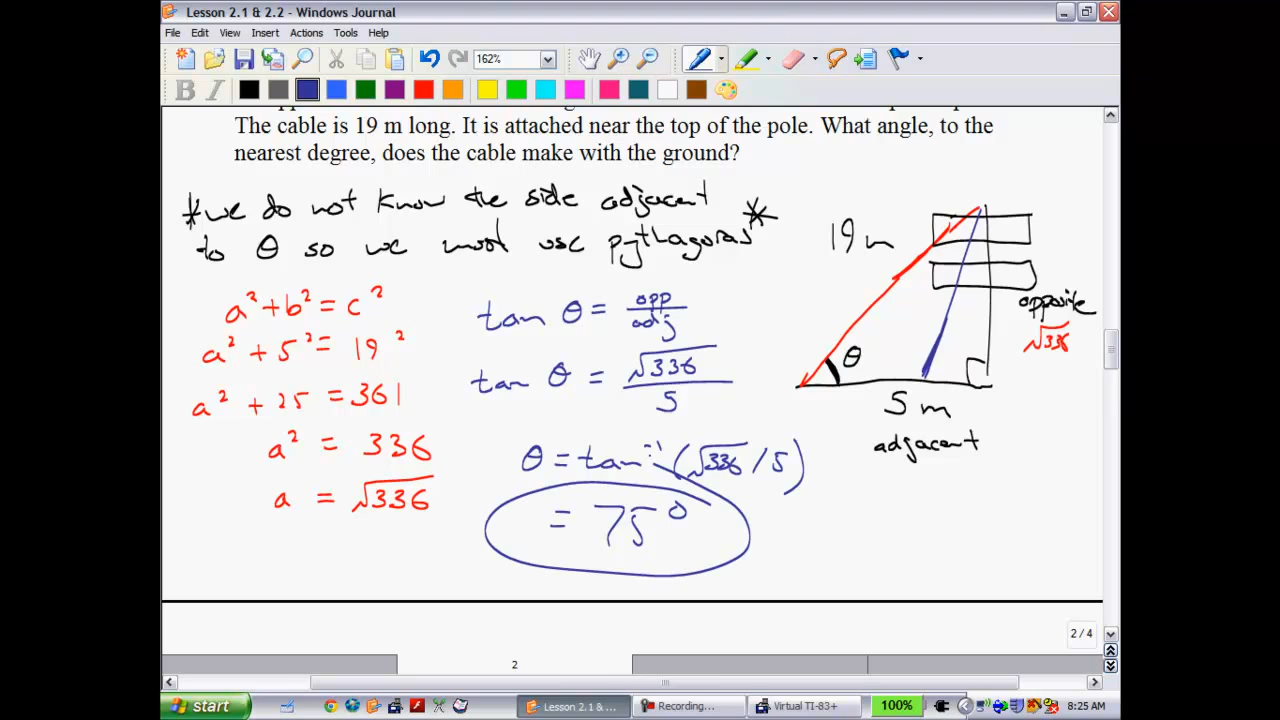 Lesson 2.1 & 2.2 - Windows Journal
File Edit View Insert Actions Tools Help
162%
B I
The cable is 19 m long. It is attached near the top of the pole. What angle, to the
nearest degree, does the cable make with the ground?
*we do not know the side adjacent
to θ so we must use pythagoras*
a² + b² = c²
a² + 5² = 19²
a² + 25 = 361
a² = 336
a = √336
tan θ = opp/adj
tan θ = √336/5
θ = tan⁻¹ (√336 / 5)
= 75°
19 m
opposite
√336
θ
5 m
adjacent
2 / 4
2
start
Lesson 2.1 & ...
Recording...
Virtual TI-83+
100%
8:25 AM